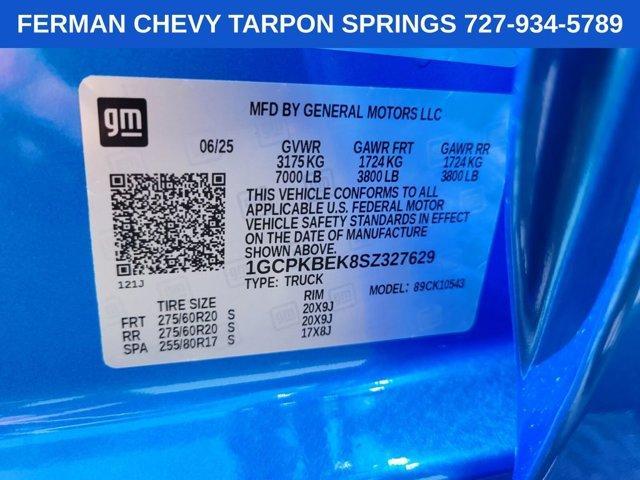 FERMAN CHEVY TARPON SPRINGS 727-934-5789
gm
MFD BY GENERAL MOTORS LLC
06/25 GVWR GAWR FRT GAWR RR
3175 KG 1724 KG 1724 KG
7000 LB 3800 LB 3800 LB
THIS VEHICLE CONFORMS TO ALL
APPLICABLE U.S. FEDERAL MOTOR
VEHICLE SAFETY STANDARDS IN EFFECT
ON THE DATE OF MANUFACTURE SHOWN ABOVE.
1GCPKBEK8SZ327629
TYPE: TRUCK MODEL: 89CK10543
121J
TIRE SIZE RIM
FRT 275/60R20 S 20X9J
RR 275/60R20 S 20X9J
SPA 255/80R17 S 17X8J